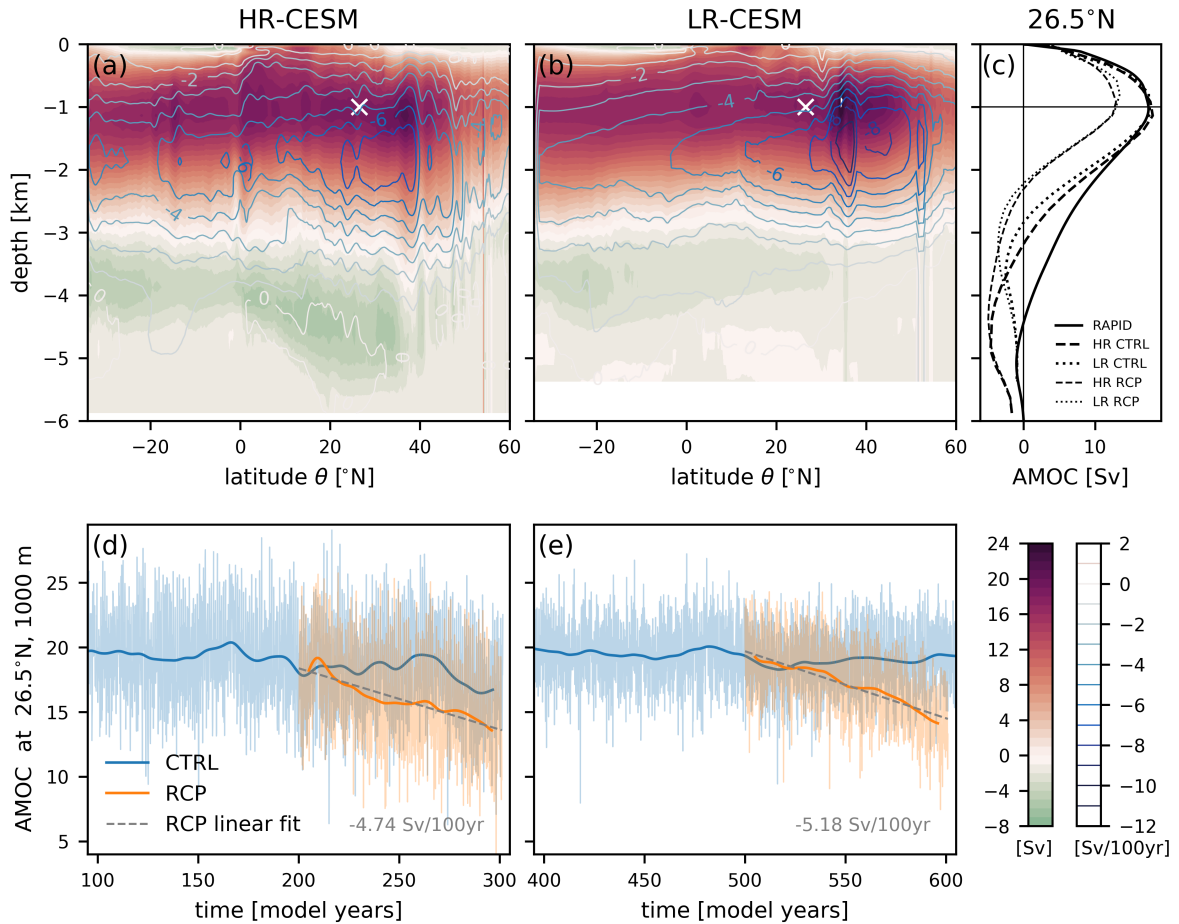 HR-CESM
LR-CESM
26.5°N
(a)
(b)
(c)
0
−1
−2
−3
−4
−5
−6
depth [km]
-2
-4
-6
-6
0
0
-2
-4
-6
-6
0
RAPID
HR CTRL
LR CTRL
HR RCP
LR RCP
−20 0 20 40 60
−20 0 20 40 60
0 10
latitude θ [°N]
latitude θ [°N]
AMOC [Sv]
(d)
(e)
25
20
15
10
5
AMOC at 26.5°N, 1000 m
CTRL
RCP
RCP linear fit
-4.74 Sv/100yr
-5.18 Sv/100yr
100 150 200 250 300
400 450 500 550 600
time [model years]
time [model years]
24
20
16
12
8
4
0
−4
−8
[Sv]
2
0
−2
−4
−6
−8
−10
−12
[Sv/100yr]